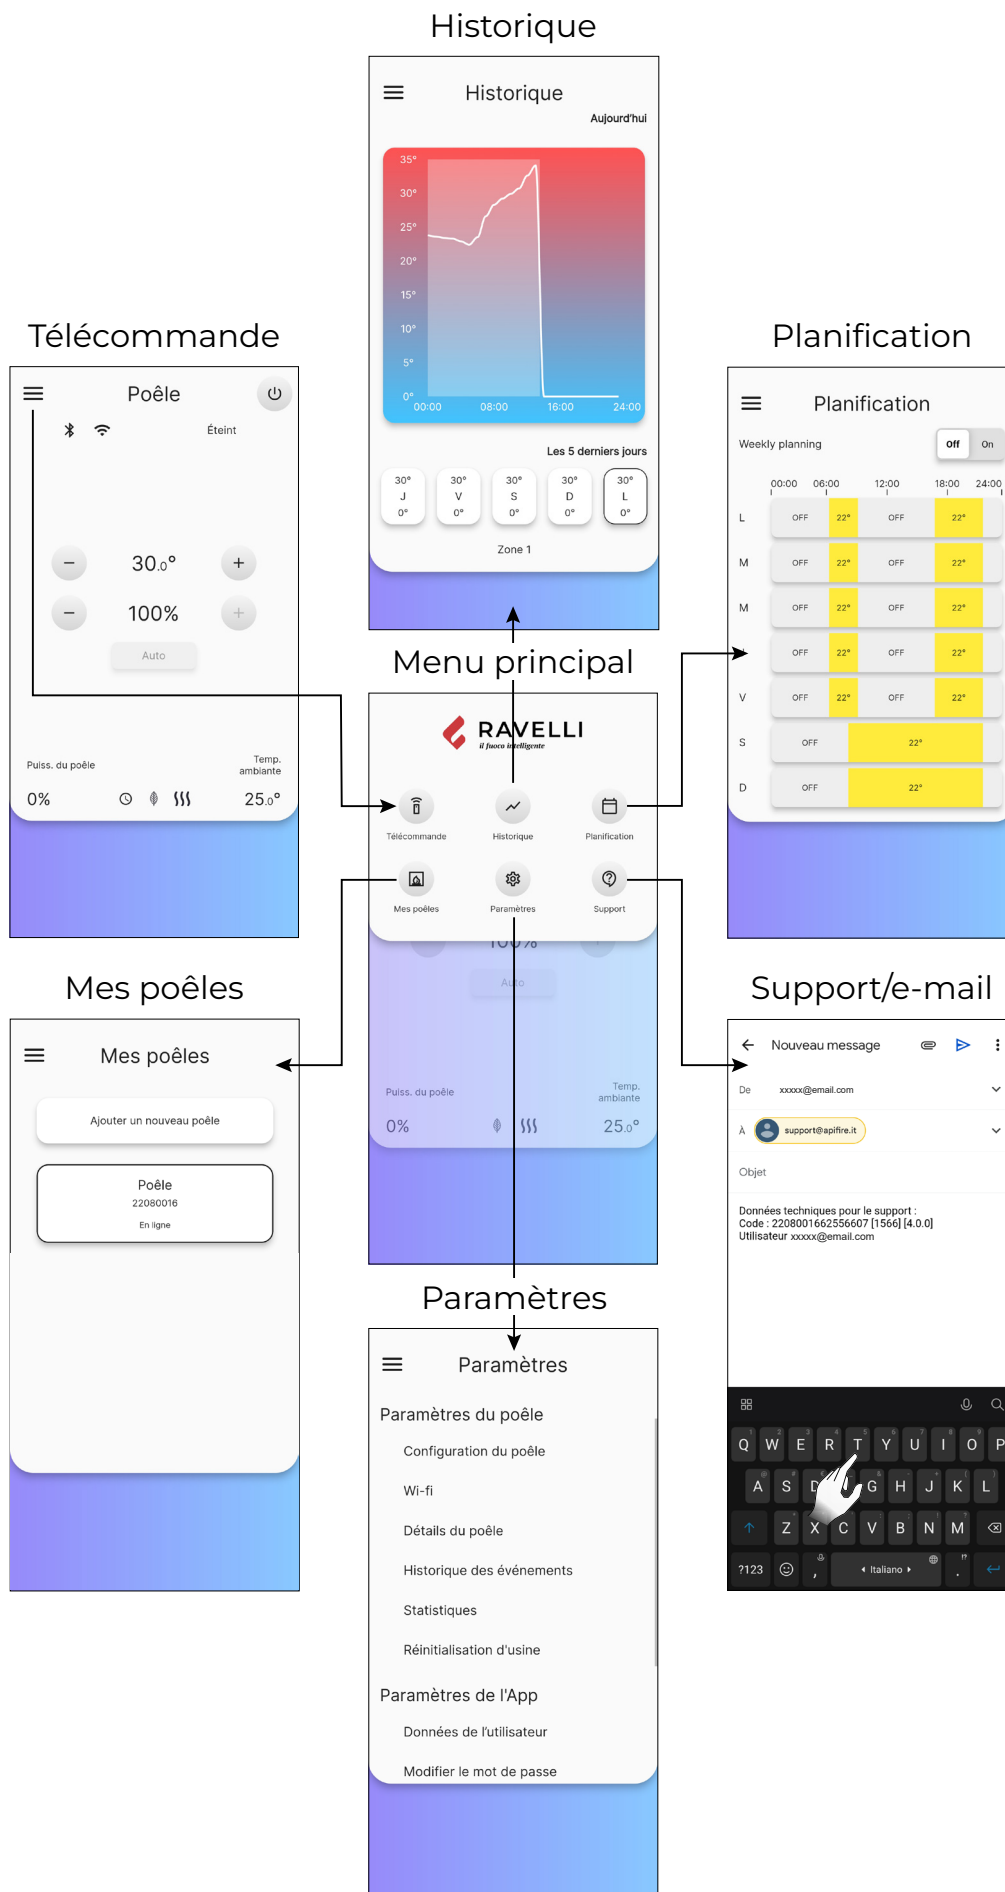 Historique
Historique
Aujourd'hui
35°
30°
25°
20°
15°
10°
5°
0°
00:00 08:00 16:00 24:00
Les 5 derniers jours
30° 30° 30° 30° 30°
J V S D L
0° 0° 0° 0° 0°
Zone 1
Télécommande
Poêle
Éteint
30.0°
100%
Auto
Puiss. du poêle
Temp.
ambiante
0%
25.0°
Planification
Planification
Weekly planning
Off On
00:00 06:00 12:00 18:00 24:00
L OFF 22° OFF 22°
M OFF 22° OFF 22°
M OFF 22° OFF 22°
OFF 22° OFF 22°
V OFF 22° OFF 22°
S OFF 22°
D OFF 22°
Menu principal
RAVELLI
il fuoco intelligente
Télécommande Historique Planification
Mes poêles Paramètres Support
100%
Auto
Puiss. du poêle
Temp.
ambiante
0%
25.0°
Mes poêles
Mes poêles
Ajouter un nouveau poêle
Poêle
22080016
En ligne
Support/e-mail
Nouveau message
De xxxxx@email.com
À support@apifire.it
Objet
Données techniques pour le support :
Code : 2208001662556607 [1566] [4.0.0]
Utilisateur xxxxx@email.com
Q W E R T Y U I O P
A S D G H J K L
Z X C V B N M
?123 , Italiano .
Paramètres
Paramètres
Paramètres du poêle
Configuration du poêle
Wi-fi
Détails du poêle
Historique des événements
Statistiques
Réinitialisation d'usine
Paramètres de l'App
Données de l'utilisateur
Modifier le mot de passe